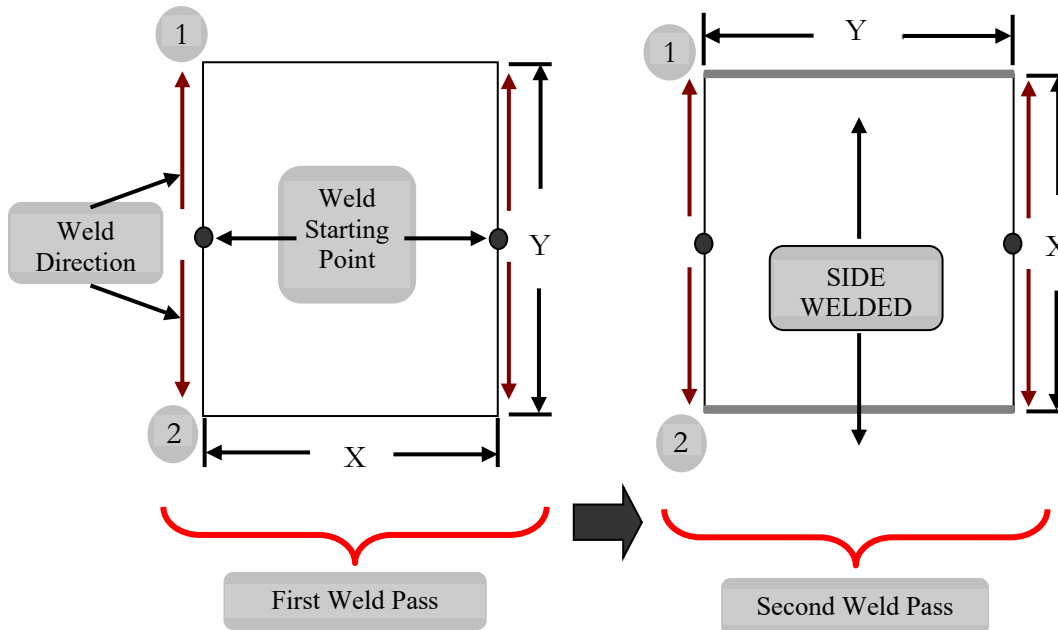 1
Y
1
Weld
Starting
Point
Weld
Direction
Y
SIDE
WELDED
X
2
X
2
First Weld Pass
Second Weld Pass